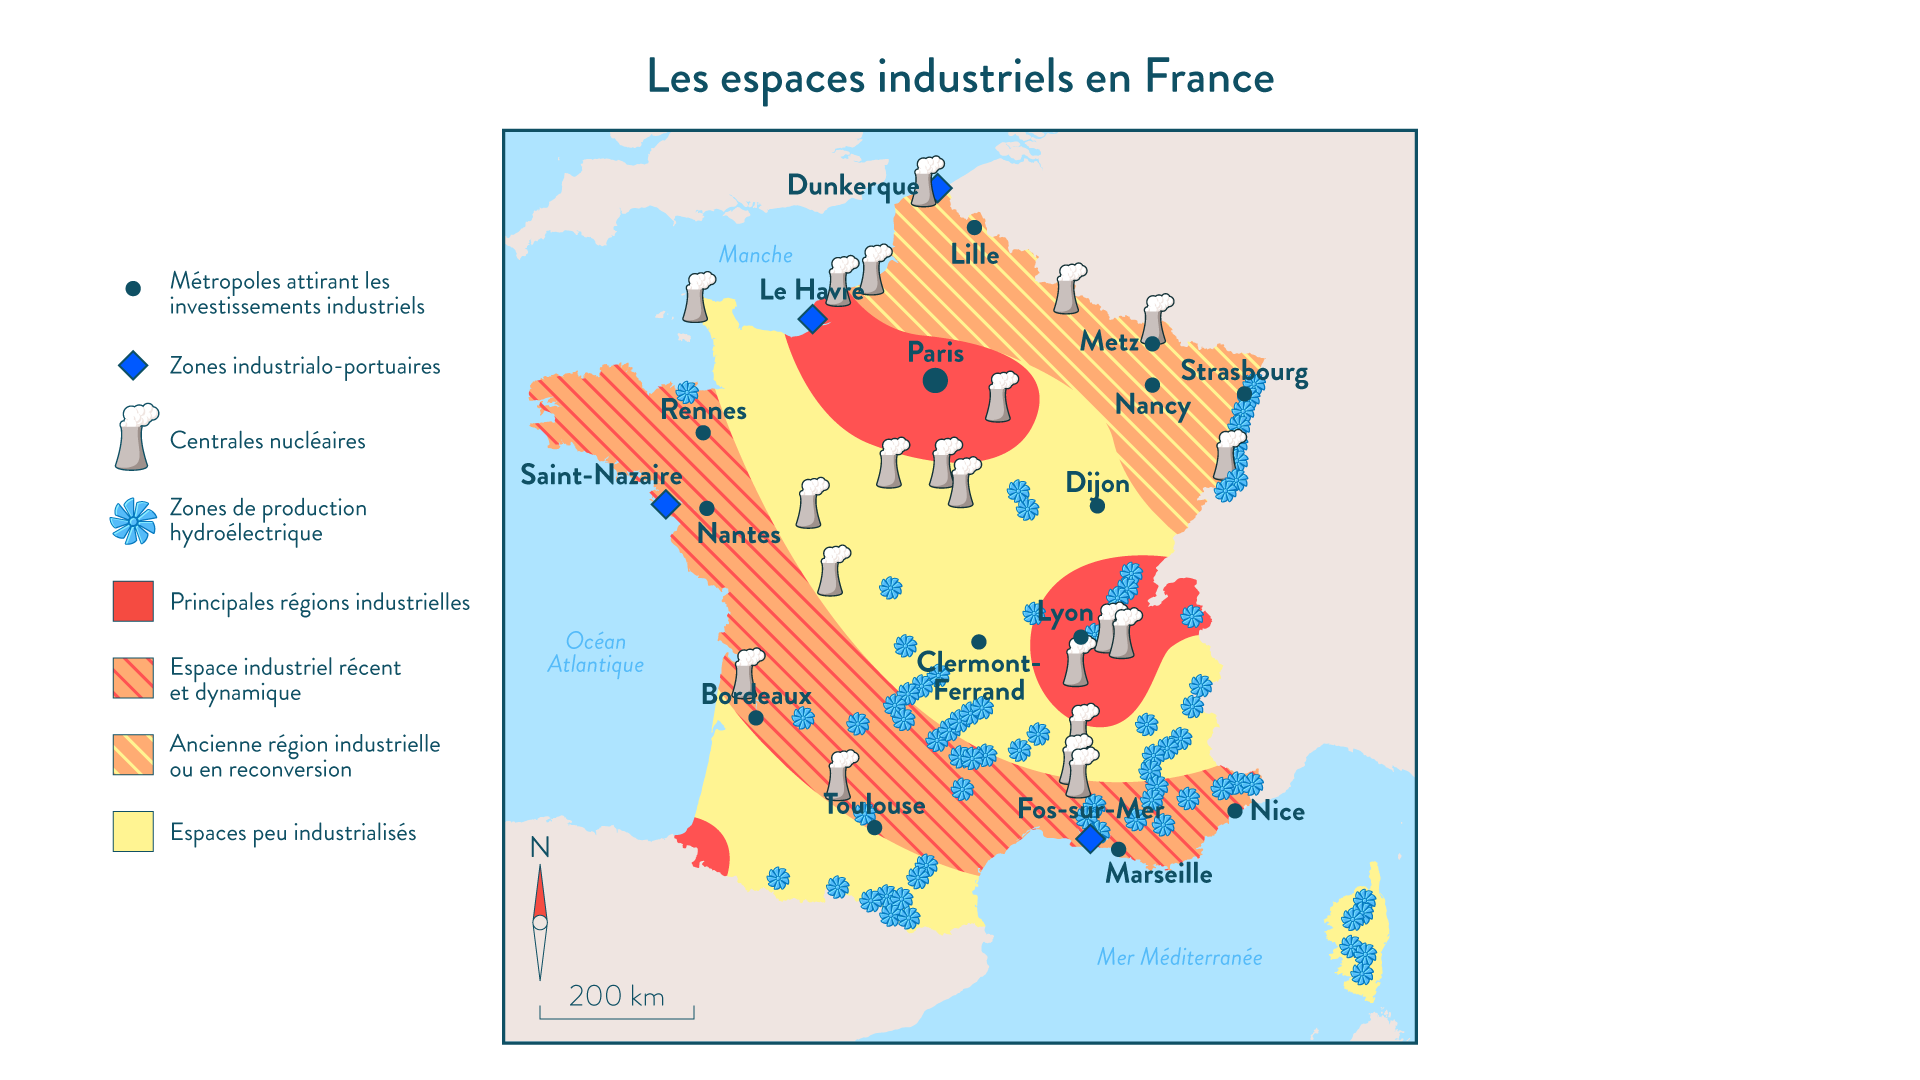 Les espaces industriels en France
Métropoles attirant les
investissements industriels
Zones industrialo-portuaires
Centrales nucléaires
Zones de production
hydroélectrique
Principales régions industrielles
Espace industriel récent
et dynamique
Ancienne région industrielle
ou en reconversion
Espaces peu industrialisés
Dunkerque
Lille
Manche
Le Havre
Metz
Paris
Strasbourg
Nancy
Rennes
Saint-Nazaire
Dijon
Nantes
Lyon
Océan
Atlantique
Clermont-
Ferrand
Bordeaux
Toulouse
Fos-sur-Mer
Nice
Marseille
Mer Méditerranée
N
200 km